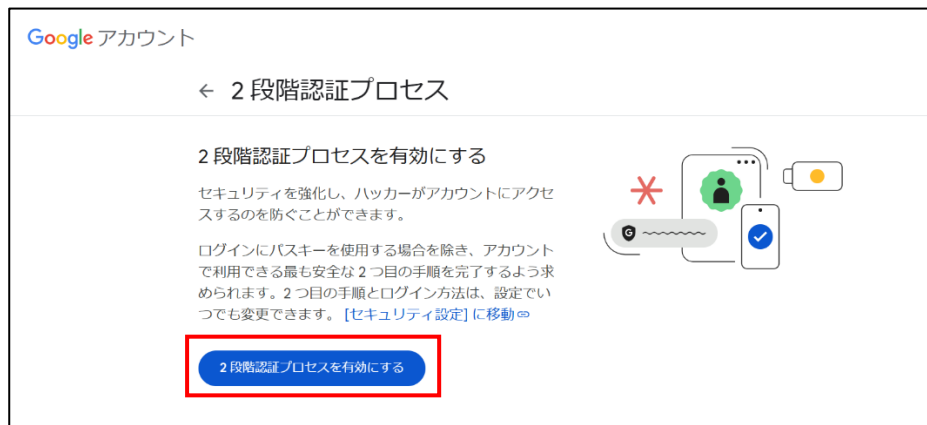 Google アカウント
← 2 段階認証プロセス
2 段階認証プロセスを有効にする
セキュリティを強化し、ハッカーがアカウントにアクセ
スするのを防ぐことができます。
ログインにパスキーを使用する場合を除き、アカウント
で利用できる最も安全な 2 つ目の手順を完了するよう求
められます。2 つ目の手順とログイン方法は、設定でい
つでも変更できます。 [セキュリティ設定] に移動
2 段階認証プロセスを有効にする
G